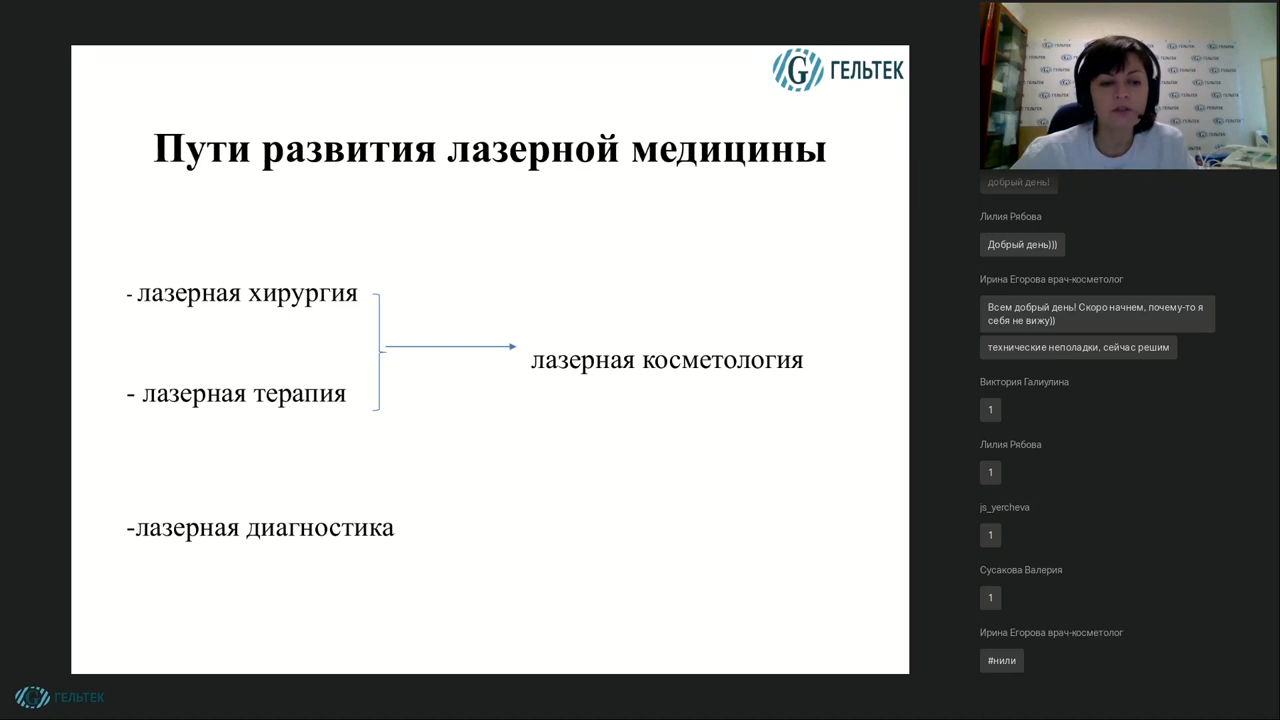 ГЕЛЬТЕК
Пути развития лазерной медицины
- лазерная хирургия
лазерная косметология
- лазерная терапия
-лазерная диагностика
ГЕЛЬТЕК
добрый день!
Лилия Рябова
Добрый день)))
Ирина Егорова врач-косметолог
Всем добрый день! Скоро начнем, почему-то я
себя не вижу))
технические неполадки, сейчас решим
Виктория Галиулина
1
Лилия Рябова
1
js_yercheva
1
Сусакова Валерия
1
Ирина Егорова врач-косметолог
#нили